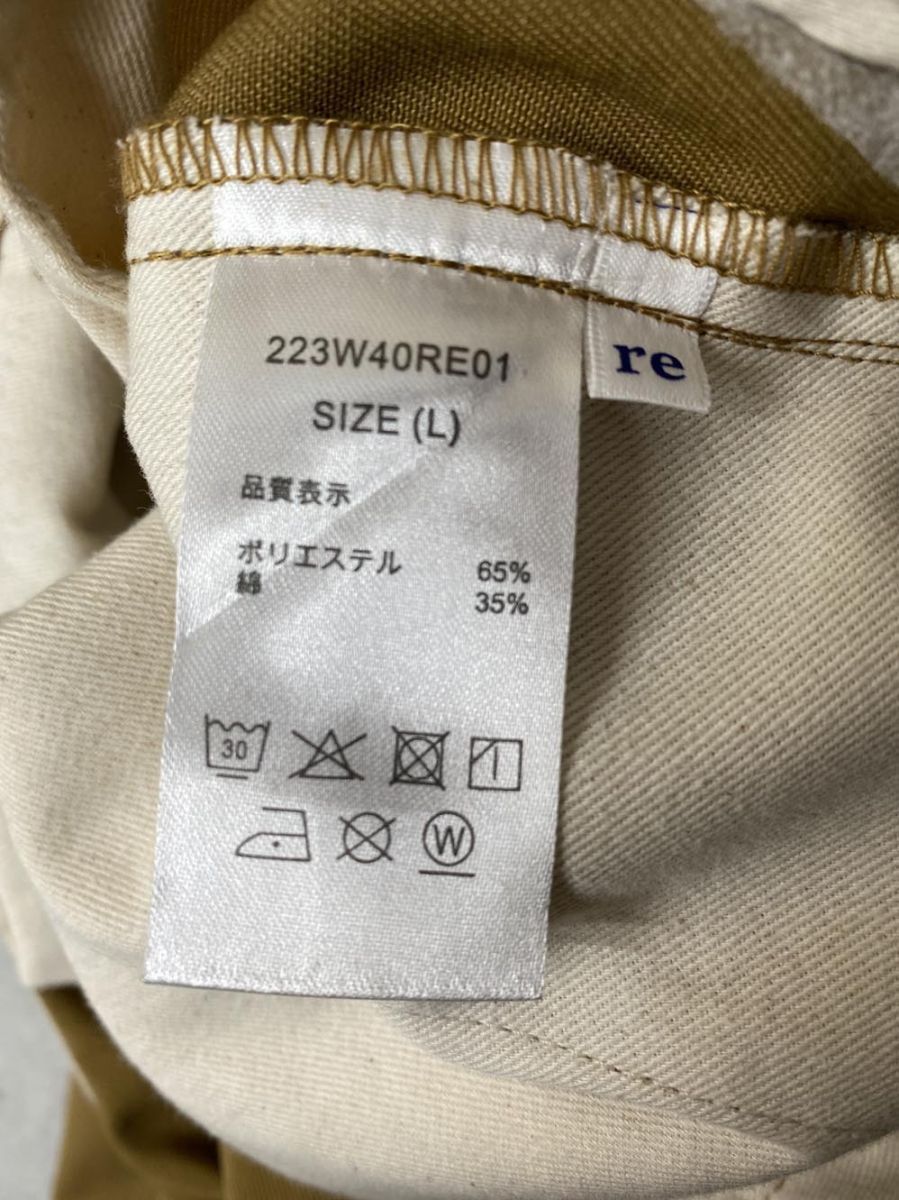 223W40RE01
SIZE (L)
re
品質表示
ポリエステル 65%
綿 35%
30
W